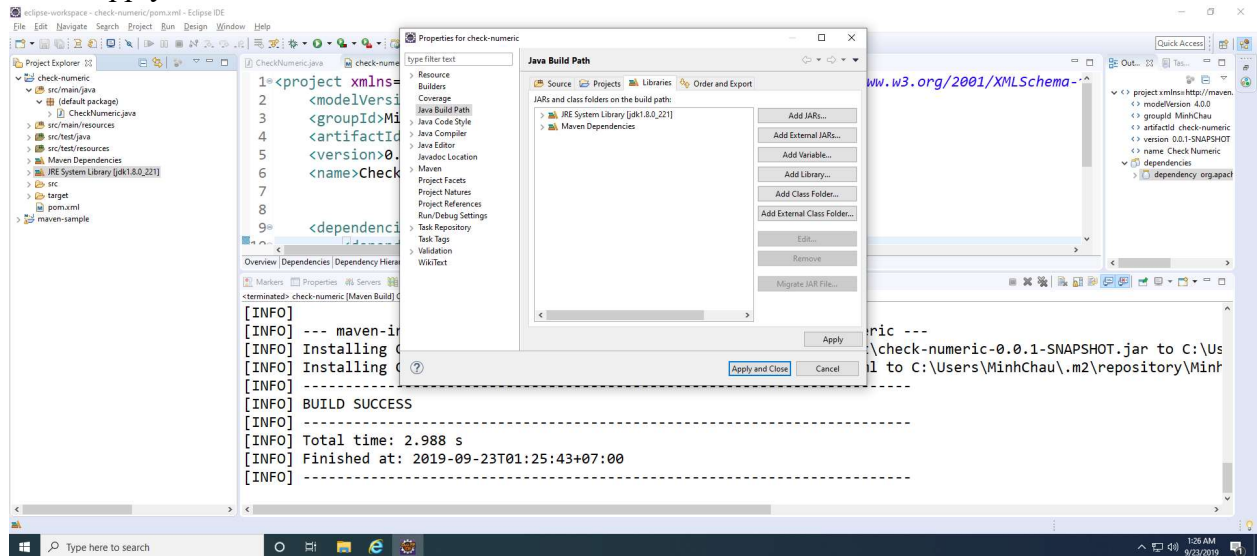 eclipse-workspace - check-numeric/pom.xml - Eclipse IDE
File Edit Navigate Search Project Run Design Window Help
Quick Access
Project Explorer
check-numeric
src/main/java
(default package)
CheckNumeric.java
src/main/resources
src/test/java
src/test/resources
Maven Dependencies
JRE System Library [jdk1.8.0_221]
src
target
pom.xml
maven-sample
CheckNumeric.java check-nume
1 <project xmlns= ww.w3.org/2001/XMLSchema-
2 <modelVersi
3 <groupId>Mi
4 <artifactId
5 <version>0.
6 <name>Check
7
8
9 <dependenci
Overview Dependencies Dependency Hierar
Properties for check-numeric
type filter text
Resource
Builders
Coverage
Java Build Path
Java Code Style
Java Compiler
Java Editor
Javadoc Location
Maven
Project Facets
Project Natures
Project References
Run/Debug Settings
Task Repository
Task Tags
Validation
WikiText
Java Build Path
Source Projects Libraries Order and Export
JARs and class folders on the build path:
JRE System Library [jdk1.8.0_221]
Maven Dependencies
Add JARs...
Add External JARs...
Add Variable...
Add Library...
Add Class Folder...
Add External Class Folder...
Edit...
Remove
Migrate JAR File...
Apply
Apply and Close Cancel
Out... Tas...
project xmlns=http://maven.
modelVersion 4.0.0
groupId MinhChau
artifactId check-numeric
version 0.0.1-SNAPSHOT
name Check Numeric
dependencies
dependency org.apach
Markers Properties Servers
<terminated> check-numeric [Maven Build] C
[INFO]
[INFO] --- maven-in ric ---
[INFO] Installing C \check-numeric-0.0.1-SNAPSHOT.jar to C:\Us
[INFO] Installing C ml to C:\Users\MinhChau\.m2\repository\Minh
[INFO] ------------------------------------------------------------------------
[INFO] BUILD SUCCESS
[INFO] ------------------------------------------------------------------------
[INFO] Total time: 2.988 s
[INFO] Finished at: 2019-09-23T01:25:43+07:00
[INFO] ------------------------------------------------------------------------
Type here to search
1:26 AM
9/23/2019